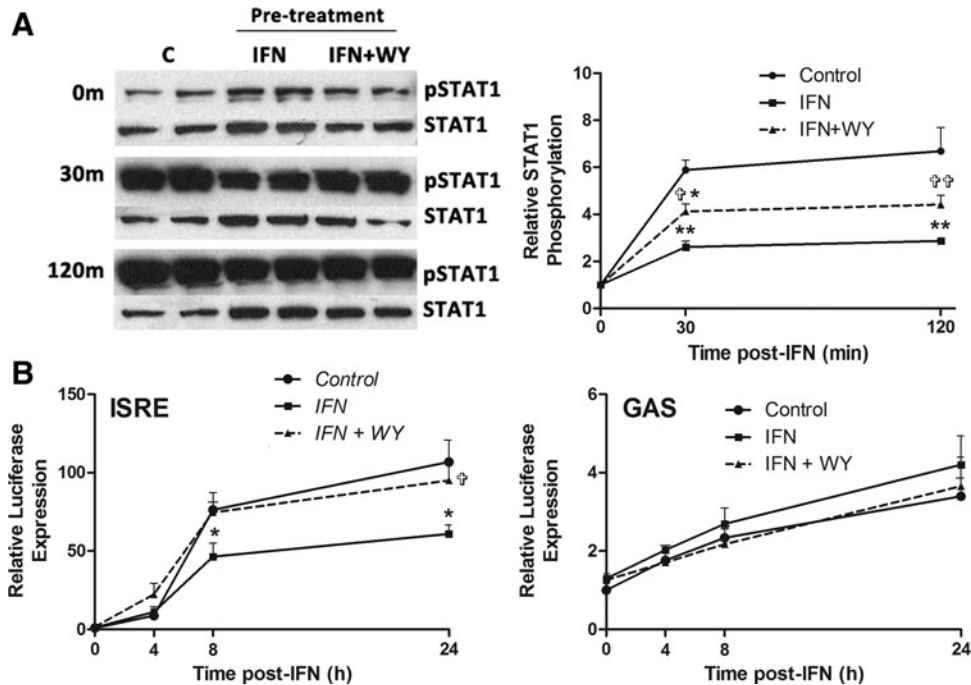 A
Pre-treatment
C IFN IFN+WY
0m pSTAT1
STAT1
30m pSTAT1
STAT1
120m pSTAT1
STAT1
Control
IFN
IFN+WY
Relative STAT1
Phosphorylation
10
8
6
4
2
0
✞*
**
✞✞
**
0 30 120
Time post-IFN (min)
B
ISRE
Control
IFN
IFN + WY
Relative Luciferase
Expression
150
100
50
0
*
✞
*
0 4 8 24
Time post-IFN (h)
GAS
Control
IFN
IFN + WY
Relative Luciferase
Expression
6
4
2
0
0 4 8 24
Time post-IFN (h)